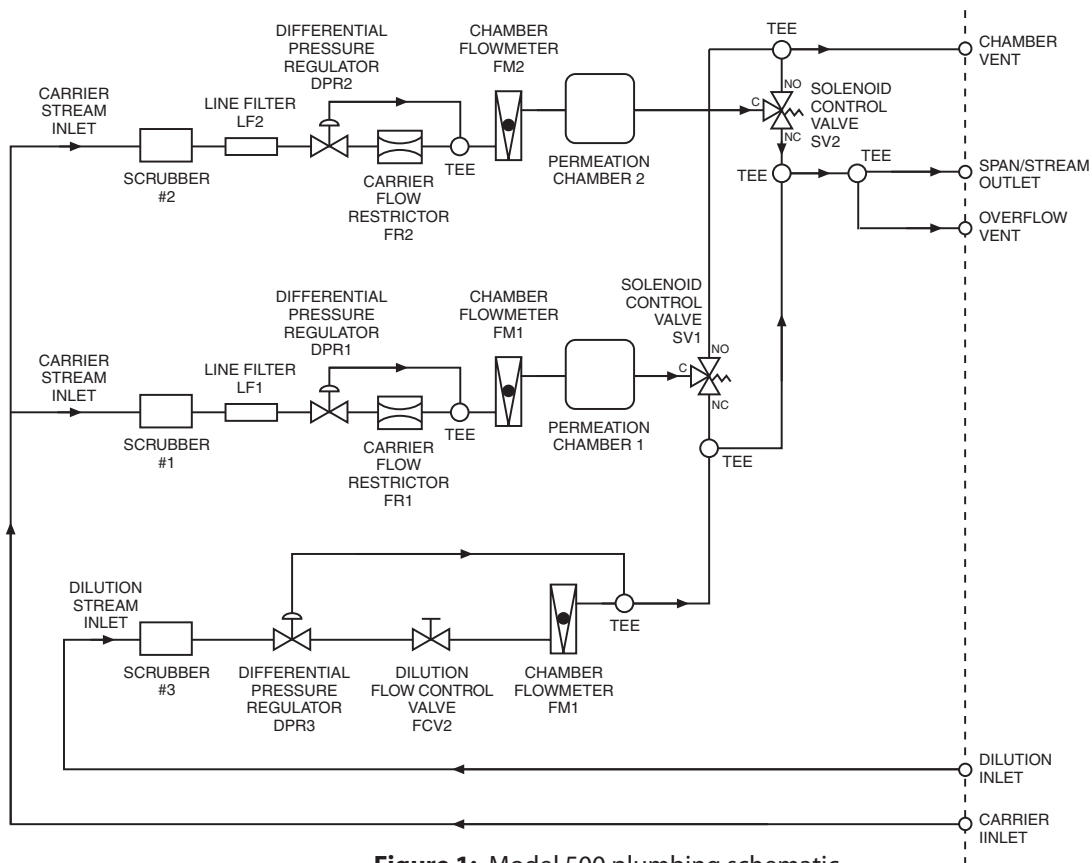 DIFFERENTIAL
PRESSURE
REGULATOR
DPR2
CHAMBER
FLOWMETER
FM2
TEE
CHAMBER
VENT
CARRIER
STREAM
INLET
LINE FILTER
LF2
NO
C
NC
SOLENOID
CONTROL
VALVE
SV2
SCRUBBER
#2
CARRIER
FLOW
RESTRICTOR
FR2
TEE
PERMEATION
CHAMBER 2
TEE
TEE
SPAN/STREAM
OUTLET
OVERFLOW
VENT
DIFFERENTIAL
PRESSURE
REGULATOR
DPR1
CHAMBER
FLOWMETER
FM1
SOLENOID
CONTROL
VALVE
SV1
CARRIER
STREAM
INLET
LINE FILTER
LF1
NO
C
NC
SCRUBBER
#1
CARRIER
FLOW
RESTRICTOR
FR1
TEE
PERMEATION
CHAMBER 1
TEE
DILUTION
STREAM
INLET
SCRUBBER
#3
DIFFERENTIAL
PRESSURE
REGULATOR
DPR3
DILUTION
FLOW CONTROL
VALVE
FCV2
CHAMBER
FLOWMETER
FM1
TEE
DILUTION
INLET
CARRIER
IINLET
Figure 1: Model 500 plumbing schematic